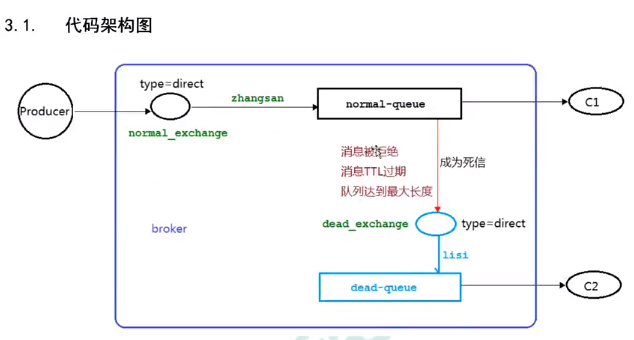 3.1. 代码架构图
type=direct
zhangsan
Producer
normal-queue
C1
normal_exchange
消息被拒绝
消息TTL过期
成为死信
队列达到最大长度
dead_exchange
type=direct
broker
lisi
dead-queue
C2